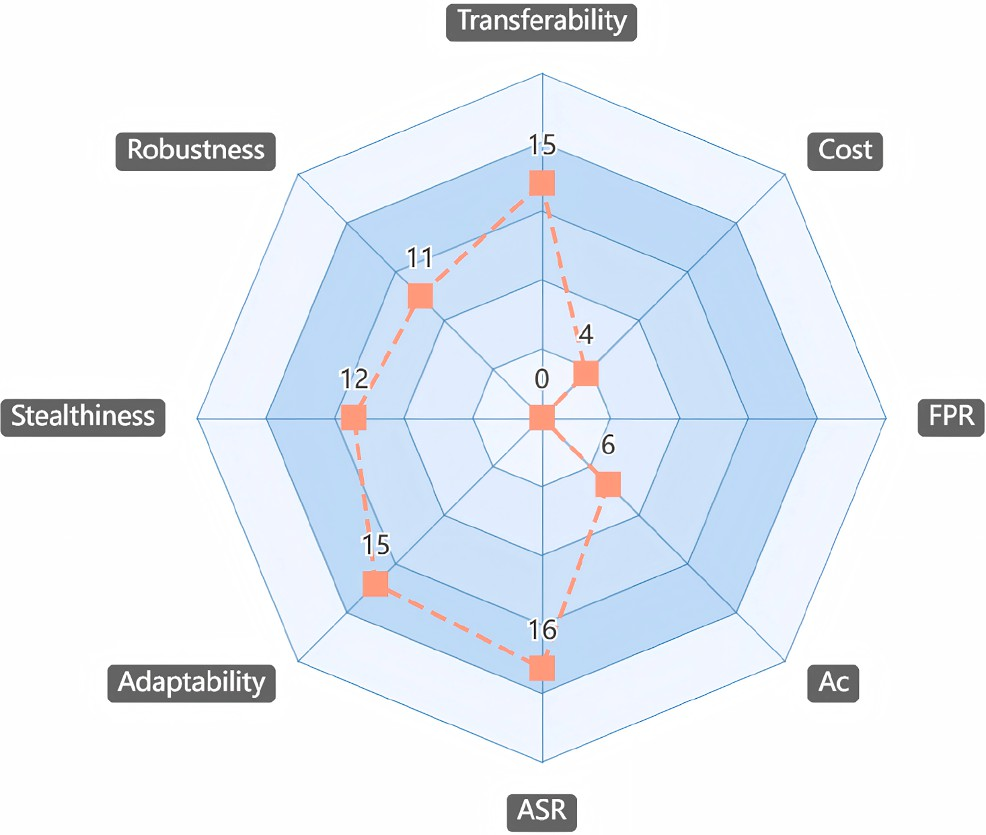 Transferability
15
Robustness
Cost
11
4
12
0
Stealthiness
FPR
6
15
16
Adaptability
Ac
ASR